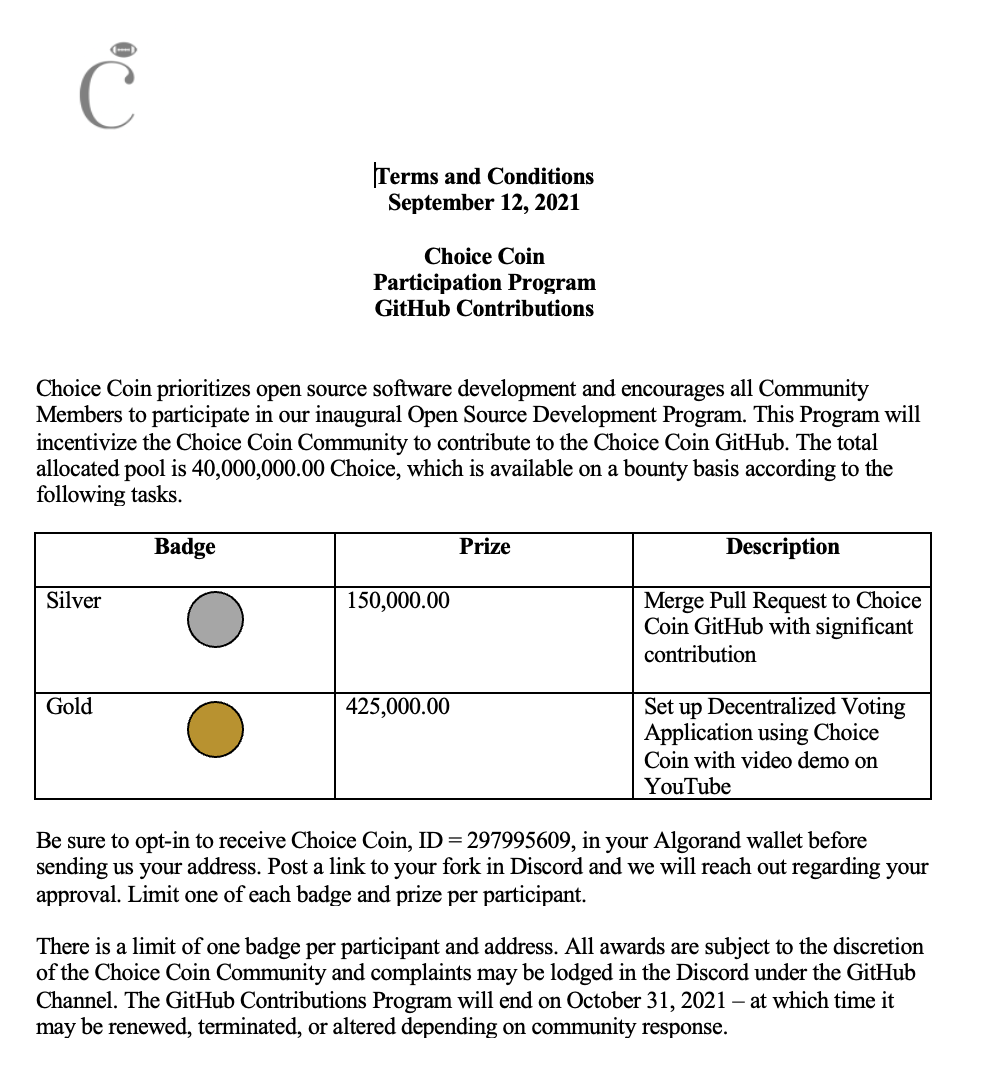 Terms and Conditions
September 12, 2021
Choice Coin
Participation Program
GitHub Contributions
Choice Coin prioritizes open source software development and encourages all Community
Members to participate in our inaugural Open Source Development Program. This Program will
incentivize the Choice Coin Community to contribute to the Choice Coin GitHub. The total
allocated pool is 40,000,000.00 Choice, which is available on a bounty basis according to the
following tasks.
Badge Prize Description
Silver 150,000.00 Merge Pull Request to Choice
Coin GitHub with significant
contribution
Gold 425,000.00 Set up Decentralized Voting
Application using Choice
Coin with video demo on
YouTube
Be sure to opt-in to receive Choice Coin, ID = 297995609, in your Algorand wallet before
sending us your address. Post a link to your fork in Discord and we will reach out regarding your
approval. Limit one of each badge and prize per participant.
There is a limit of one badge per participant and address. All awards are subject to the discretion
of the Choice Coin Community and complaints may be lodged in the Discord under the GitHub
Channel. The GitHub Contributions Program will end on October 31, 2021 – at which time it
may be renewed, terminated, or altered depending on community response.